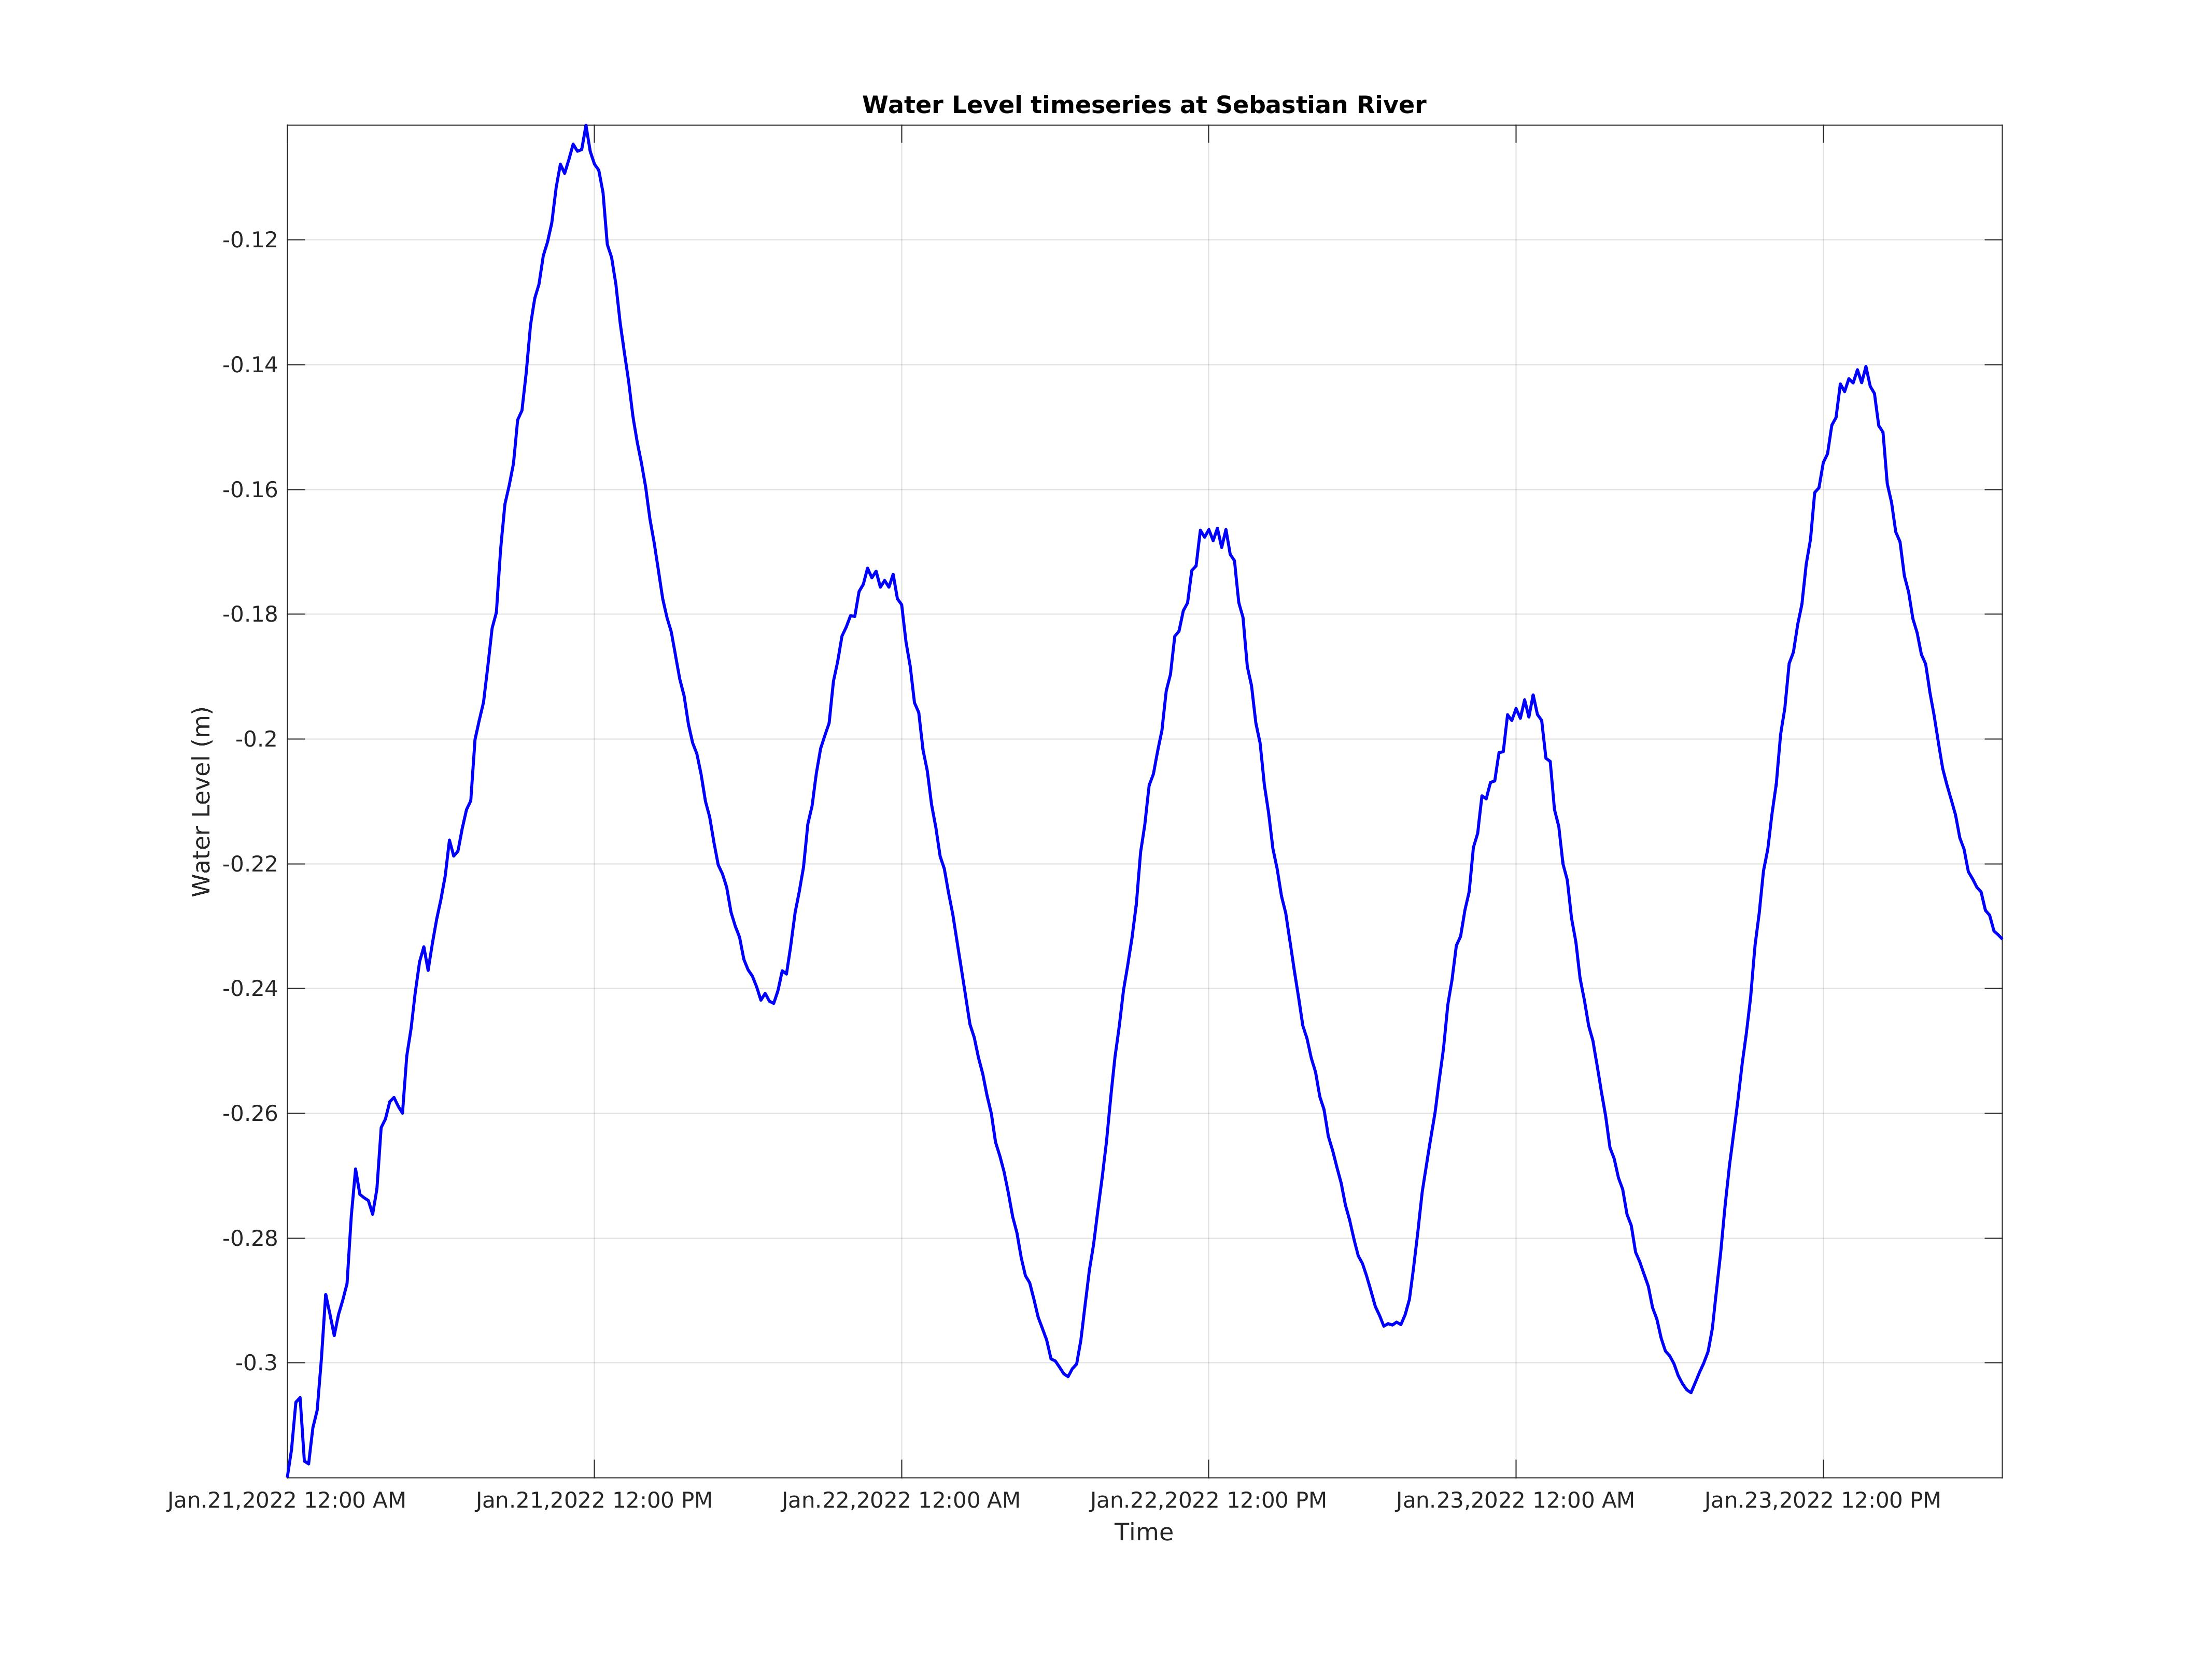 Water Level timeseries at Sebastian River
-0.12
-0.14
-0.16
-0.18
-0.2
-0.22
-0.24
-0.26
-0.28
-0.3
Water Level (m)
Jan.21,2022 12:00 AM Jan.21,2022 12:00 PM Jan.22,2022 12:00 AM Jan.22,2022 12:00 PM Jan.23,2022 12:00 AM Jan.23,2022 12:00 PM
Time